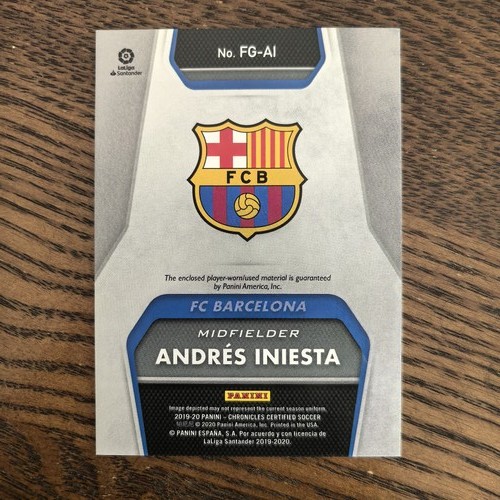 No. FG-AI
LaLiga
Santander
FCB
The enclosed player-worn/used material is guaranteed
by Panini America, Inc.
FC BARCELONA
MIDFIELDER
ANDRÉS INIESTA
PANINI
Image depicted may not represent the current season uniform.
2019-20 PANINI - CHRONICLES CERTIFIED SOCCER
© 2020 Panini America, Inc. Printed in the USA.
© PANINI ESPAÑA, S.A. Por acuerdo y con licencia de
LaLiga Santander 2019-2020.